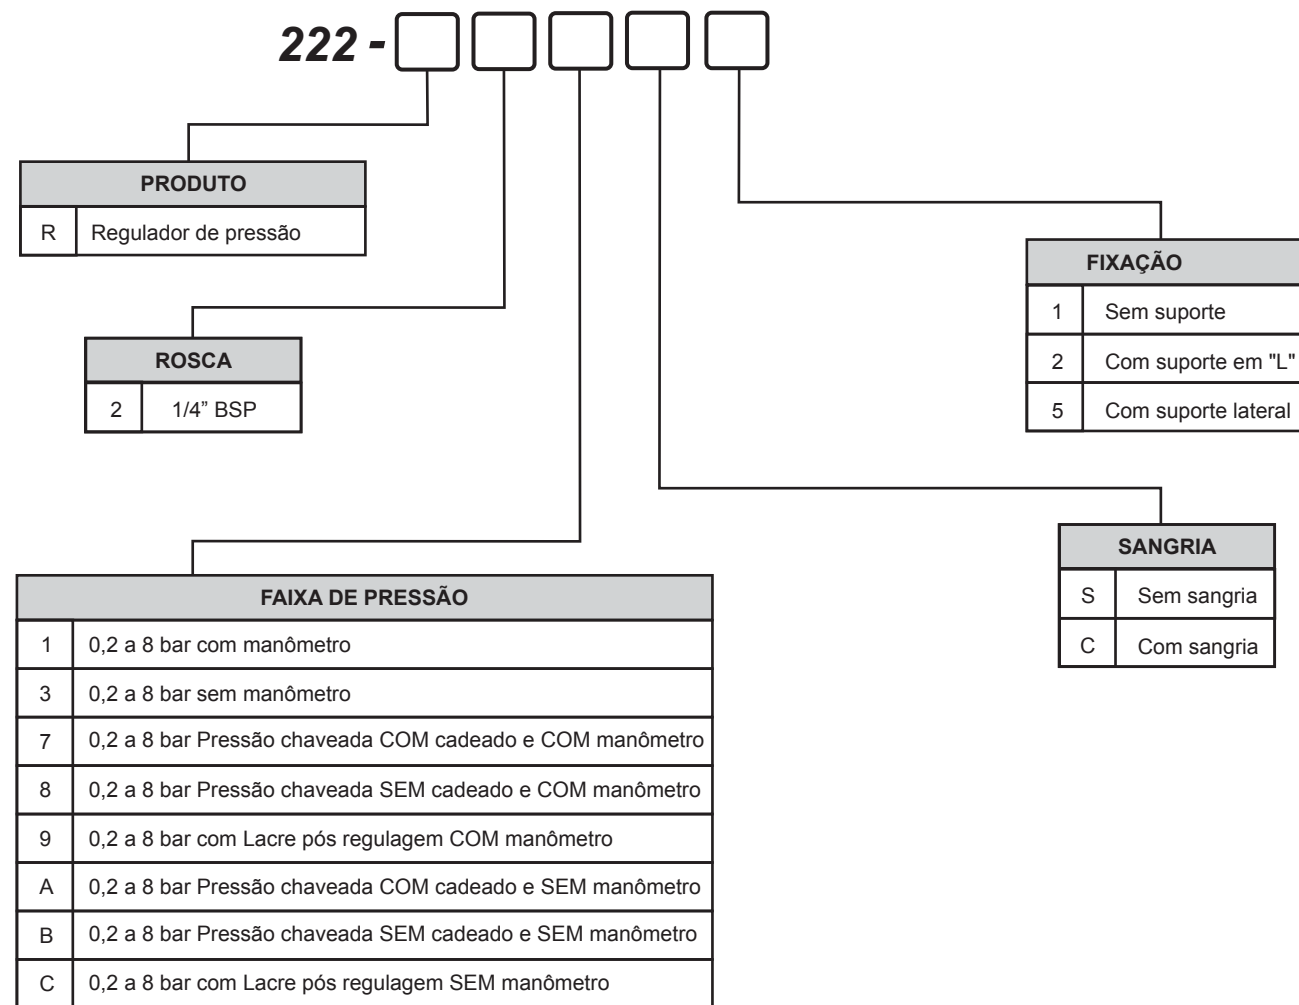 222 -
PRODUTO
R Regulador de pressão
ROSCA
2 1/4” BSP
FAIXA DE PRESSÃO
1 0,2 a 8 bar com manômetro
3 0,2 a 8 bar sem manômetro
7 0,2 a 8 bar Pressão chaveada COM cadeado e COM manômetro
8 0,2 a 8 bar Pressão chaveada SEM cadeado e COM manômetro
9 0,2 a 8 bar com Lacre pós regulagem COM manômetro
A 0,2 a 8 bar Pressão chaveada COM cadeado e SEM manômetro
B 0,2 a 8 bar Pressão chaveada SEM cadeado e SEM manômetro
C 0,2 a 8 bar com Lacre pós regulagem SEM manômetro
FIXAÇÃO
1 Sem suporte
2 Com suporte em "L"
5 Com suporte lateral
SANGRIA
S Sem sangria
C Com sangria